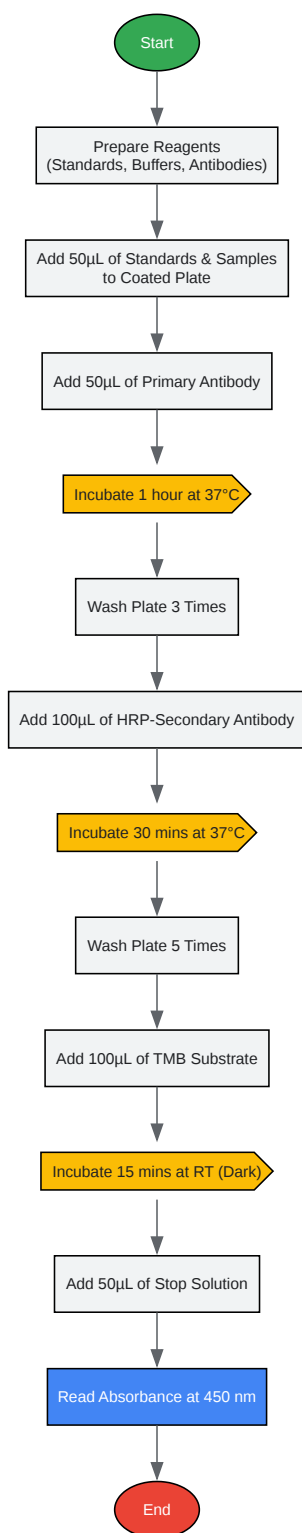 Start
Prepare Reagents
(Standards, Buffers, Antibodies)
Add 50µL of Standards & Samples
to Coated Plate
Add 50µL of Primary Antibody
Incubate 1 hour at 37°C
Wash Plate 3 Times
Add 100µL of HRP-Secondary Antibody
Incubate 30 mins at 37°C
Wash Plate 5 Times
Add 100µL of TMB Substrate
Incubate 15 mins at RT (Dark)
Add 50µL of Stop Solution
Read Absorbance at 450 nm
End